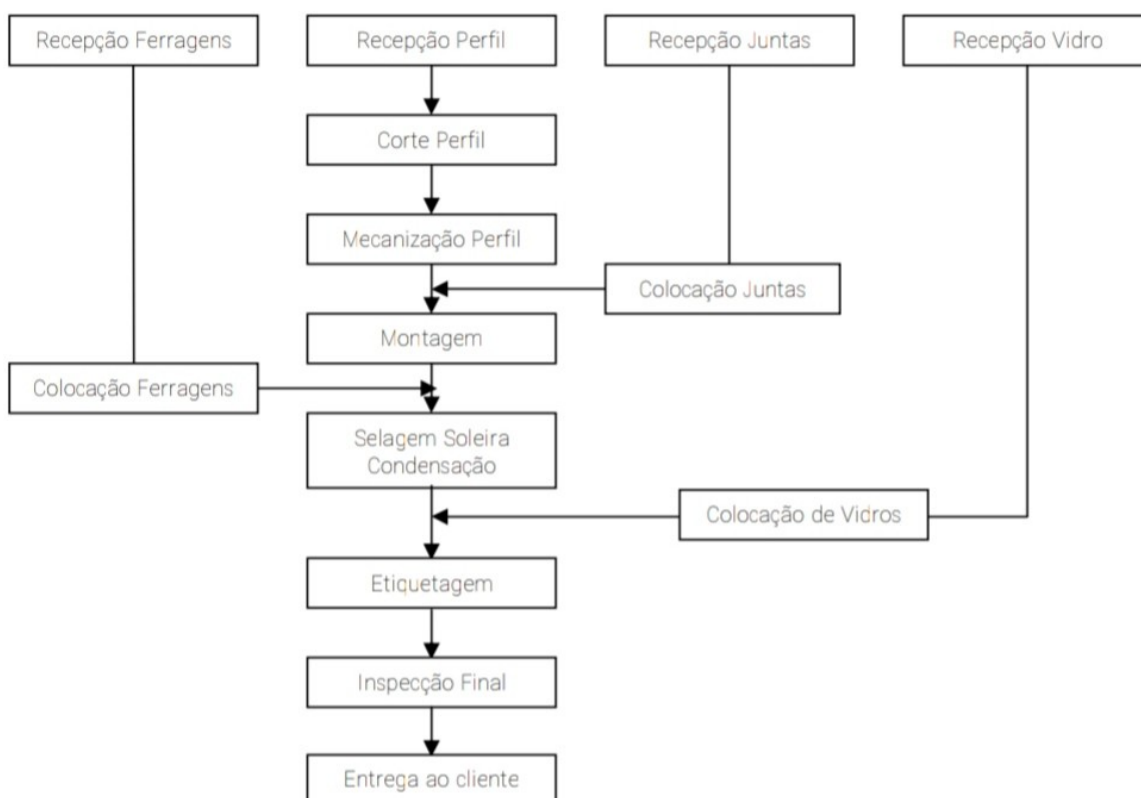 Recepção Ferragens
Recepção Perfil
Recepção Juntas
Recepção Vidro
Corte Perfil
Mecanização Perfil
Colocação Juntas
Montagem
Colocação Ferragens
Selagem Soleira
Condensação
Colocação de Vidros
Etiquetagem
Inspecção Final
Entrega ao cliente